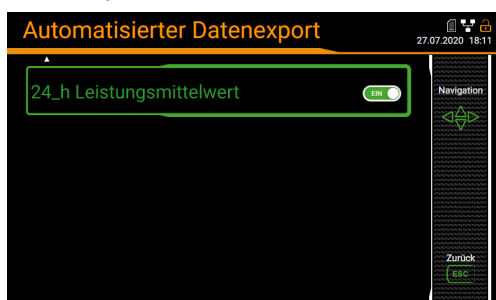 Automatisierter Datenexport
27.07.2020 18:11
24_h Leistungsmittelwert
EIN
Navigation
Zurück
ESC